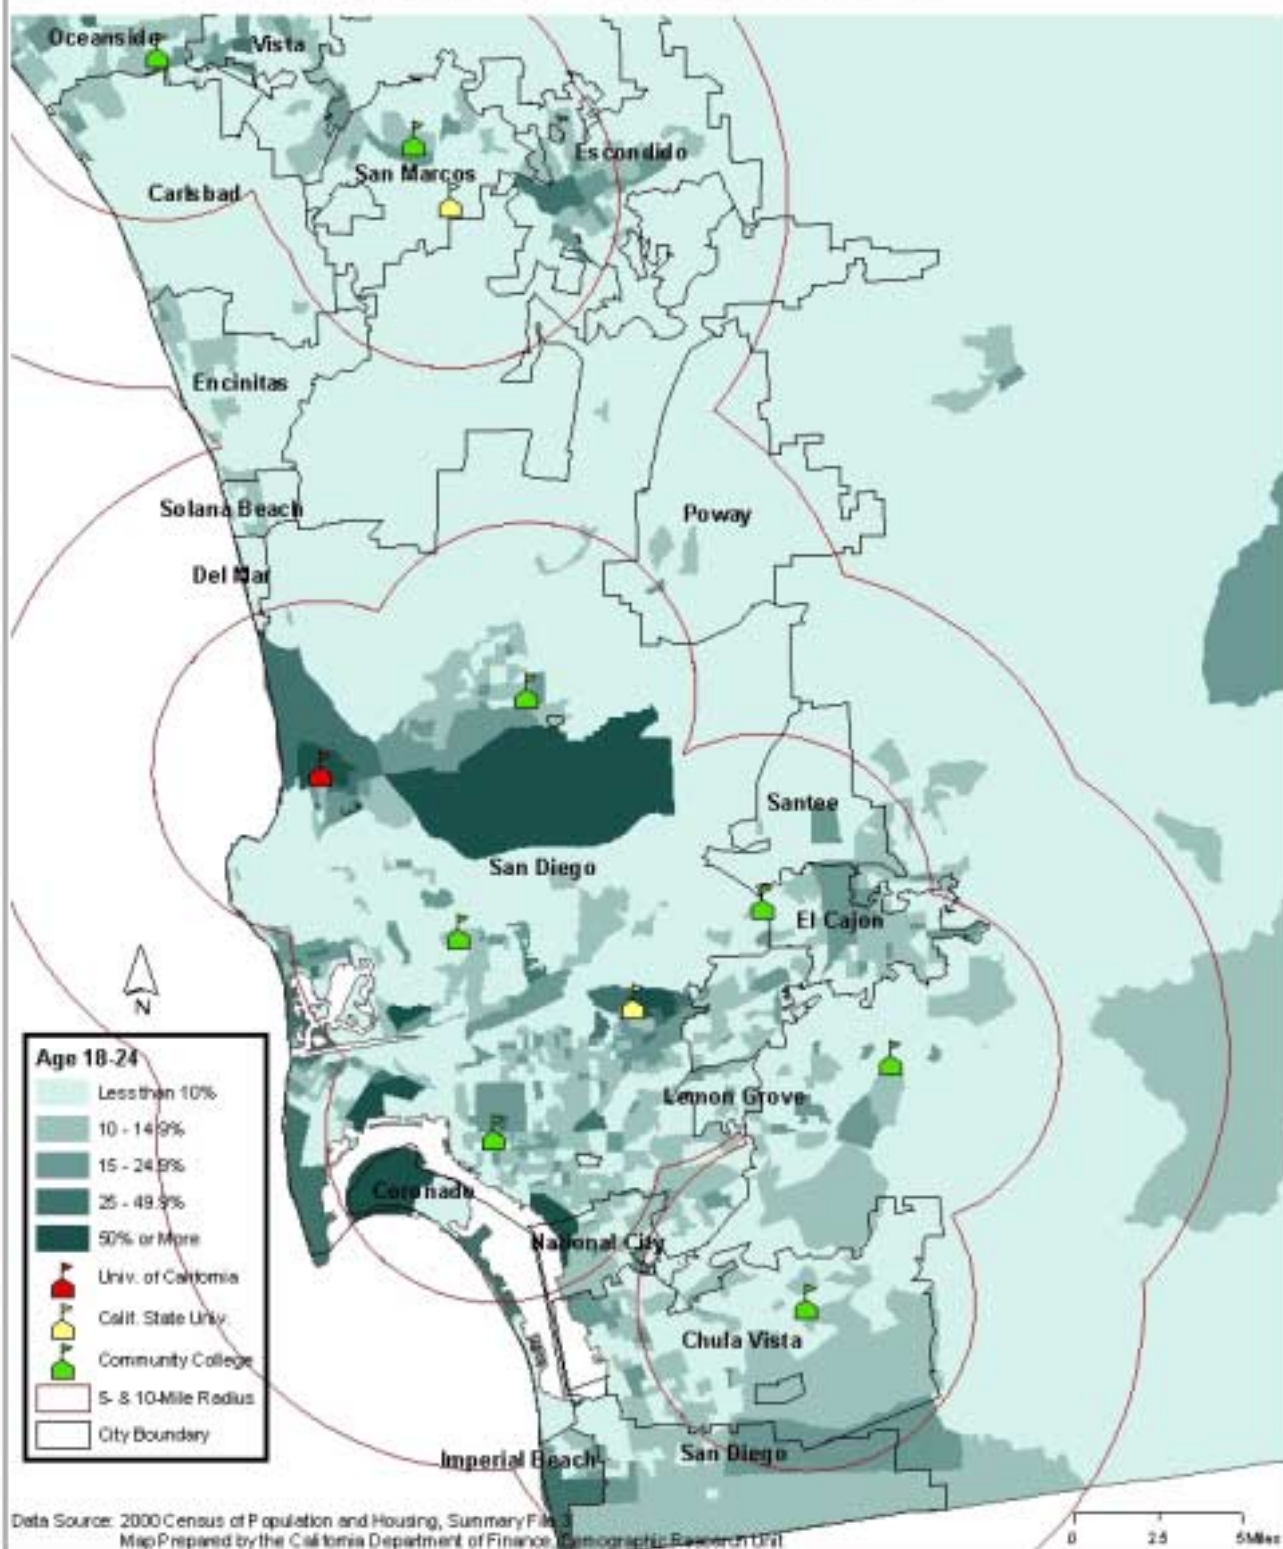 Oceanside
Vista
Escondido
San Marcos
Carlsbad
Encinitas
Solana Beach
Poway
Del Mar
Santee
San Diego
El Cajon
N
Lemon Grove
Coronado
National City
Chula Vista
Imperial Beach
San Diego
Age 18-24
Less than 10%
10 - 14.9%
15 - 24.9%
25 - 49.9%
50% or More
Univ. of California
Calif. State Univ.
Community College
5- & 10-Mile Radius
City Boundary
Data Source: 2000 Census of Population and Housing, Summary File 3
Map Prepared by the California Department of Finance, Demographic Research Unit
0 2.5 5 Miles